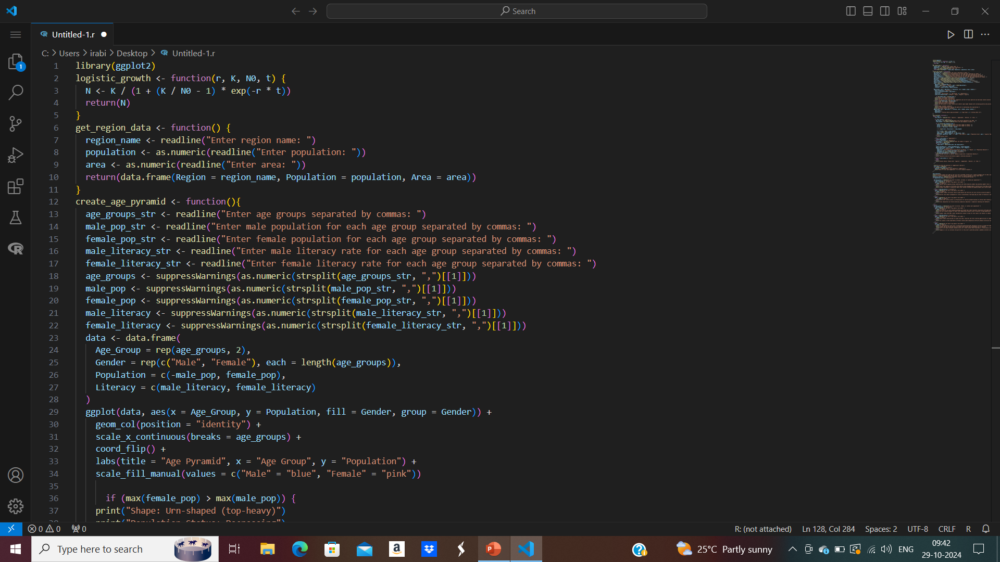 Search
Untitled-1.r
C: > Users > irabi > Desktop > Untitled-1.r
1 library(ggplot2)
2 logistic_growth <- function(r, K, N0, t) {
3 N <- K / (1 + (K / N0 - 1) * exp(-r * t))
4 return(N)
5 }
6 get_region_data <- function() {
7 region_name <- readline("Enter region name: ")
8 population <- as.numeric(readline("Enter population: "))
9 area <- as.numeric(readline("Enter area: "))
10 return(data.frame(Region = region_name, Population = population, Area = area))
11 }
12 create_age_pyramid <- function(){
13 age_groups_str <- readline("Enter age groups separated by commas: ")
14 male_pop_str <- readline("Enter male population for each age group separated by commas: ")
15 female_pop_str <- readline("Enter female population for each age group separated by commas: ")
16 male_literacy_str <- readline("Enter male literacy rate for each age group separated by commas: ")
17 female_literacy_str <- readline("Enter female literacy rate for each age group separated by commas: ")
18 age_groups <- suppressWarnings(as.numeric(strsplit(age_groups_str, ",")[[1]]))
19 male_pop <- suppressWarnings(as.numeric(strsplit(male_pop_str, ",")[[1]]))
20 female_pop <- suppressWarnings(as.numeric(strsplit(female_pop_str, ",")[[1]]))
21 male_literacy <- suppressWarnings(as.numeric(strsplit(male_literacy_str, ",")[[1]]))
22 female_literacy <- suppressWarnings(as.numeric(strsplit(female_literacy_str, ",")[[1]]))
23 data <- data.frame(
24 Age_Group = rep(age_groups, 2),
25 Gender = rep(c("Male", "Female"), each = length(age_groups)),
26 Population = c(-male_pop, female_pop),
27 Literacy = c(male_literacy, female_literacy)
28 )
29 ggplot(data, aes(x = Age_Group, y = Population, fill = Gender, group = Gender)) +
30 geom_col(position = "identity") +
31 scale_x_continuous(breaks = age_groups) +
32 coord_flip() +
33 labs(title = "Age Pyramid", x = "Age Group", y = "Population") +
34 scale_fill_manual(values = c("Male" = "blue", "Female" = "pink"))
35
36 if (max(female_pop) > max(male_pop)) {
37 print("Shape: Urn-shaped (top-heavy)")
0 0 0 R: (not attached) Ln 128, Col 284 Spaces: 2 UTF-8 CRLF R
Type here to search 25°C Partly sunny ENG 09:42
29-10-2024